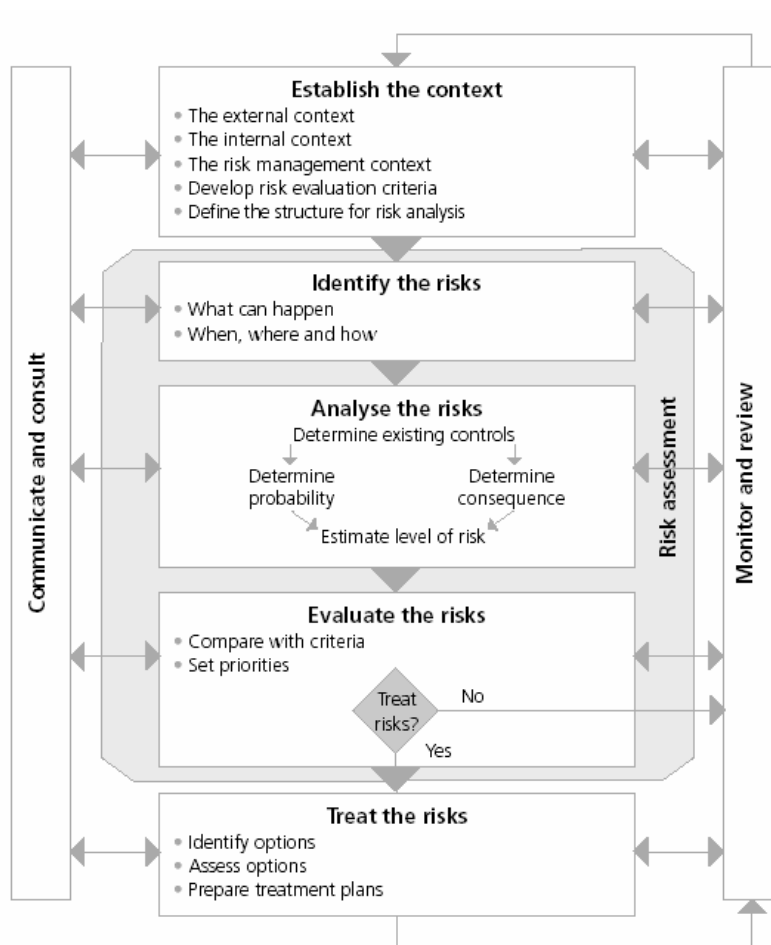 Establish the context
• The external context
• The internal context
• The risk management context
• Develop risk evaluation criteria
• Define the structure for risk analysis
Identify the risks
• What can happen
• When, where and how
Analyse the risks
Determine existing controls
Determine
probability
Determine
consequence
Estimate level of risk
Evaluate the risks
• Compare with criteria
• Set priorities
Treat
risks?
No
Yes
Treat the risks
• Identify options
• Assess options
• Prepare treatment plans
Communicate and consult
Risk assessment
Monitor and review